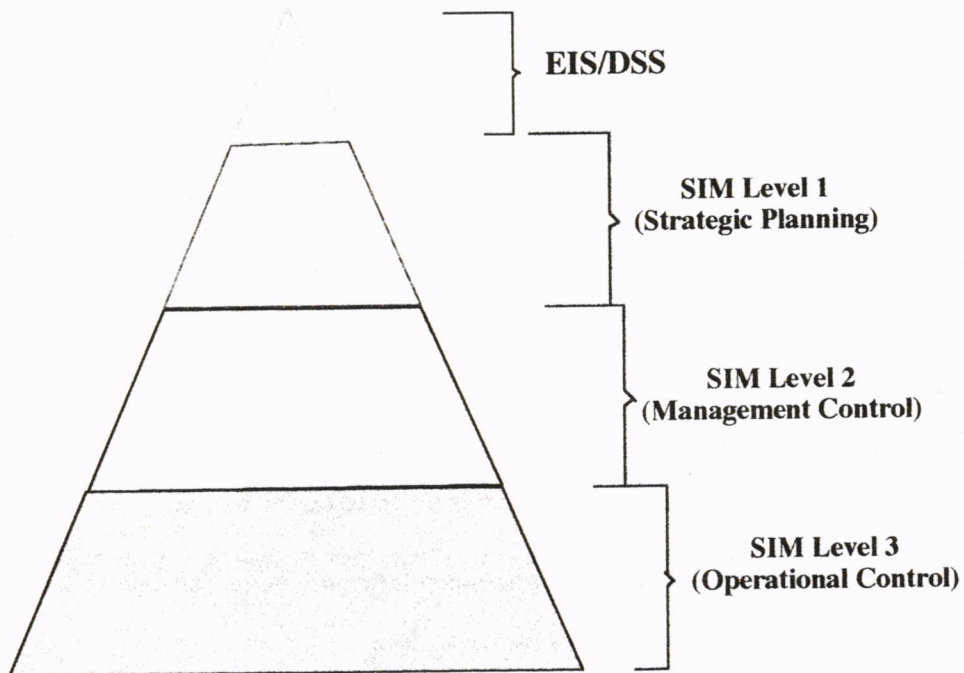 EIS/DSS
SIM Level 1
(Strategic Planning)
SIM Level 2
(Management Control)
SIM Level 3
(Operational Control)